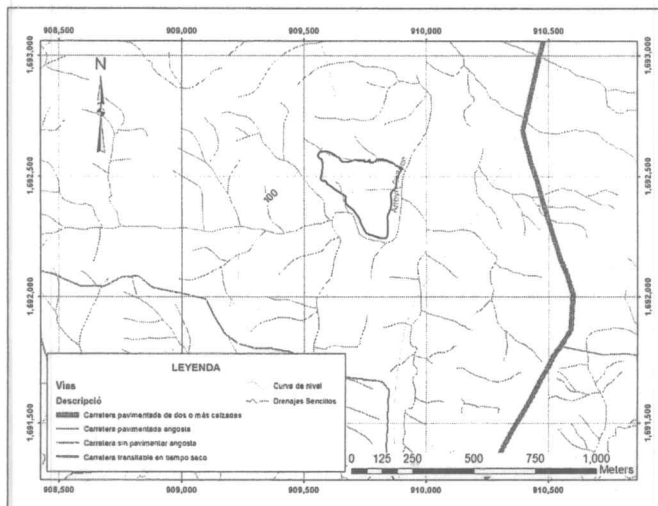 908,500 909,000 909,500 910,000 910,500
1,693,000 1,693,000
N
1,692,500 1,692,500
100
Arroyo
1,692,000 1,692,000
LEYENDA
Vias
Descripció
Carretera pavimentada de dos o más calzadas
Carretera pavimentada angosta
Carretera sin pavimentar angosta
Carretera transitable en tiempo seco
Curva de nivel
Drenajes Sencillos
1,691,500 1,691,500
0 125 250 500 750 1,000
Meters
908,500 909,000 909,500 910,000 910,500